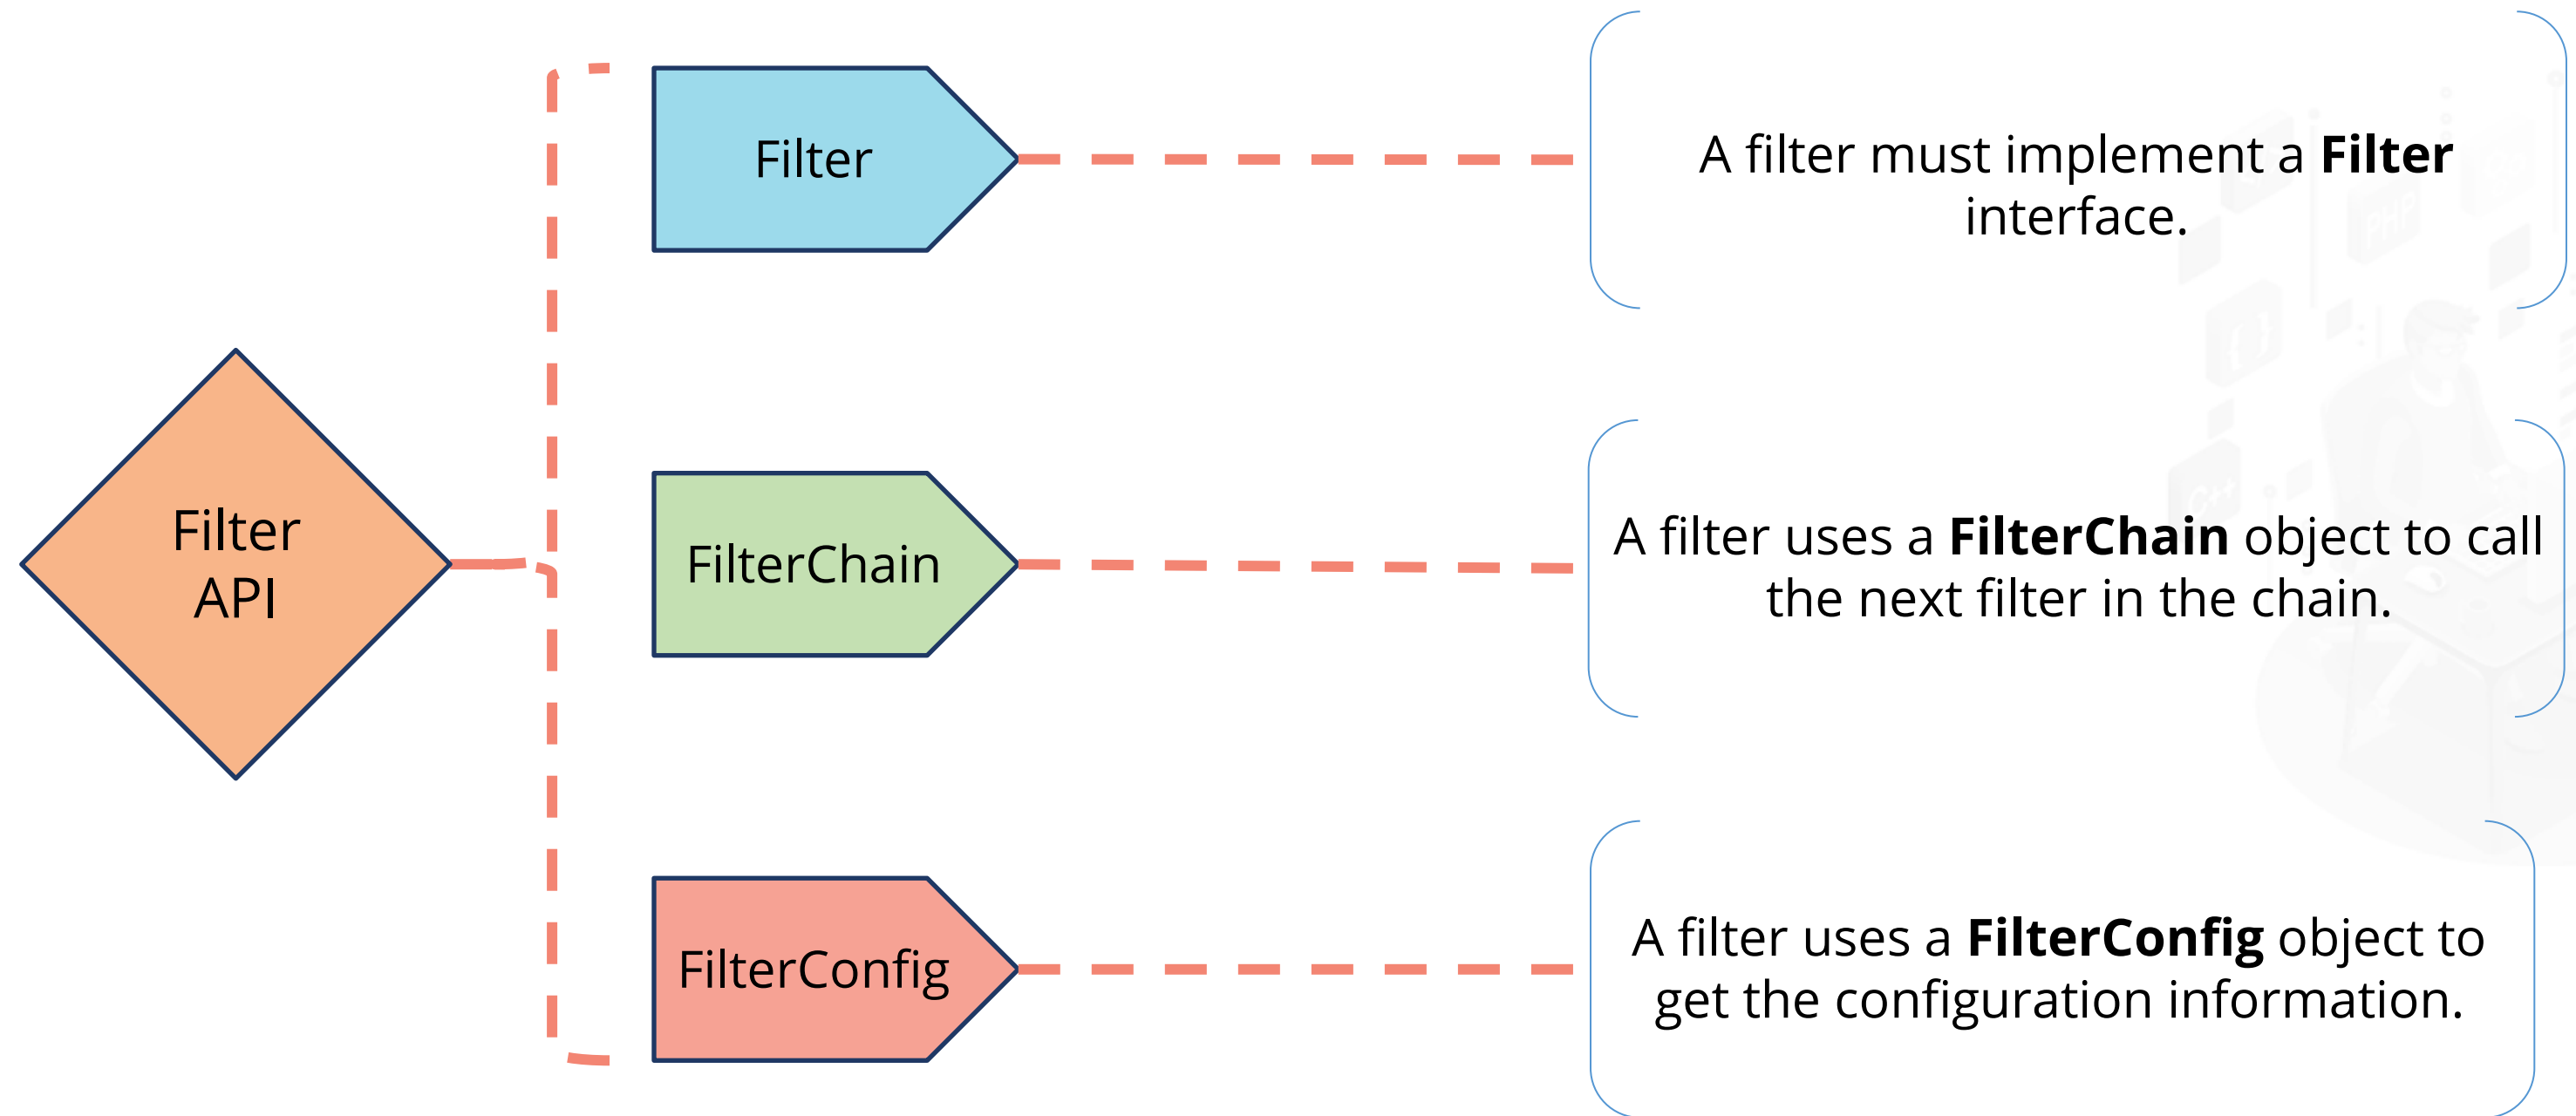 Filter
API
Filter
A filter must implement a Filter
interface.
FilterChain
A filter uses a FilterChain object to call
the next filter in the chain.
FilterConfig
A filter uses a FilterConfig object to
get the configuration information.
PHP
{ }
C++